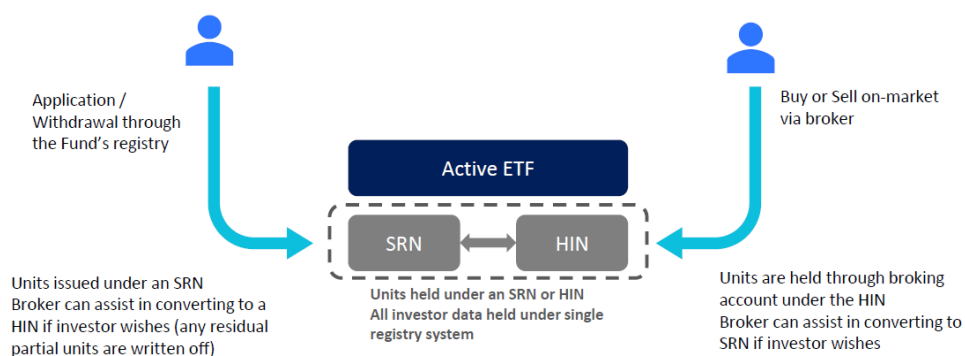 Application /
Withdrawal through
the Fund's registry
Buy or Sell on-market
via broker
Active ETF
SRN
HIN
Units issued under an SRN
Broker can assist in converting to a
HIN if investor wishes (any residual
partial units are written off)
Units held under an SRN or HIN
All investor data held under single
registry system
Units are held through broking
account under the HIN
Broker can assist in converting to
SRN if investor wishes